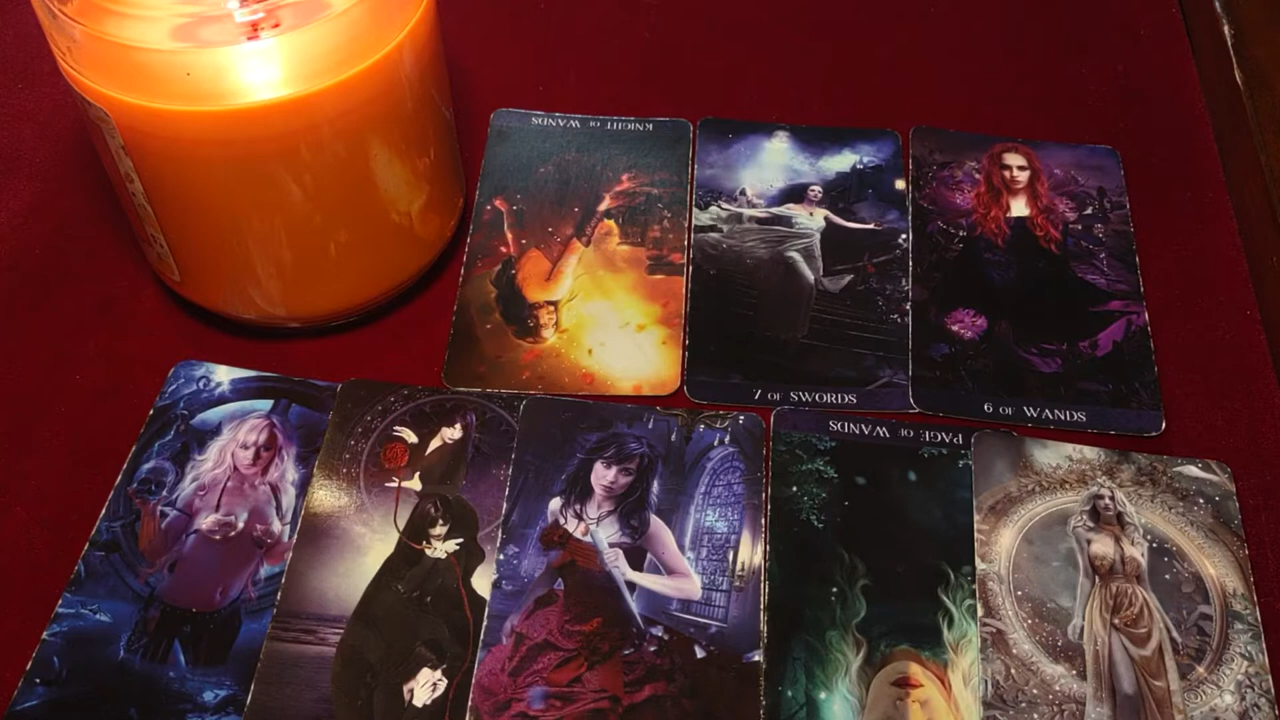 KNIGHT OF WANDS
7 OF SWORDS
6 OF WANDS
PAGE OF WANDS